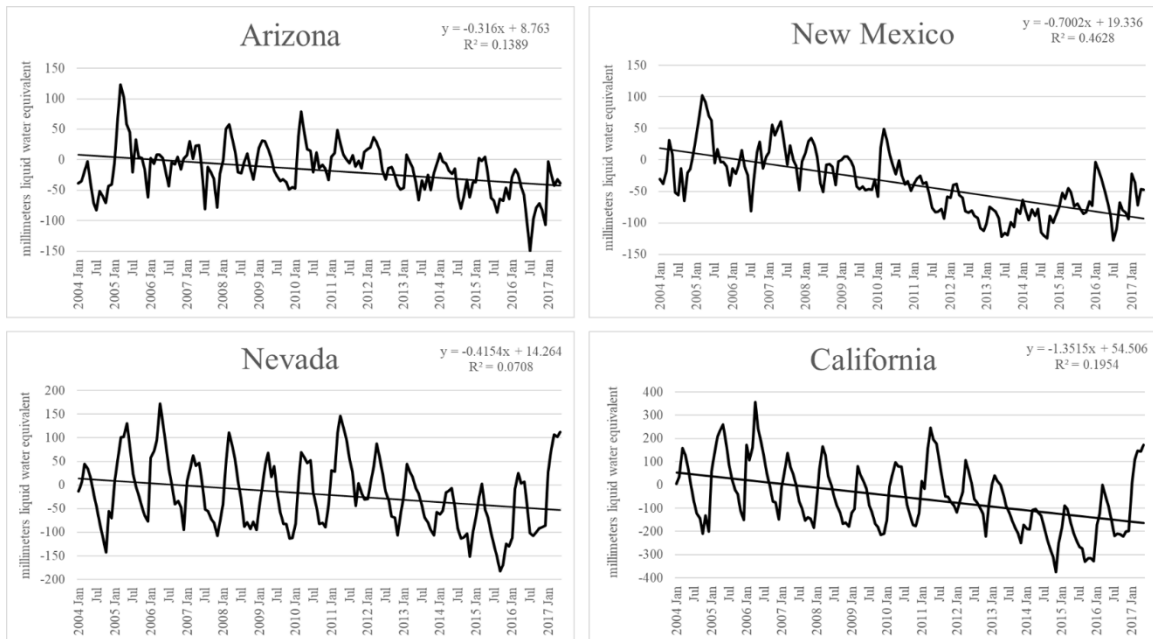 Arizona
y = -0.316x + 8.763
R² = 0.1389
millimeters liquid water equivalent
150
100
50
0
-50
-100
-150
2004 Jan
Jul
2005 Jan
Jul
2006 Jan
Jul
2007 Jan
Jul
2008 Jan
Jul
2009 Jan
Jul
2010 Jan
Jul
2011 Jan
Jul
2012 Jan
Jul
2013 Jan
Jul
2014 Jan
Jul
2015 Jan
Jul
2016 Jan
Jul
2017 Jan
New Mexico
y = -0.7002x + 19.336
R² = 0.4628
millimeters liquid water equivalent
150
100
50
0
-50
-100
-150
2004 Jan
Jul
2005 Jan
Jul
2006 Jan
Jul
2007 Jan
Jul
2008 Jan
Jul
2009 Jan
Jul
2010 Jan
Jul
2011 Jan
Jul
2012 Jan
Jul
2013 Jan
Jul
2014 Jan
Jul
2015 Jan
Jul
2016 Jan
Jul
2017 Jan
Nevada
y = -0.4154x + 14.264
R² = 0.0708
millimeters liquid water equivalent
200
150
100
50
0
-50
-100
-150
-200
2004 Jan
Jul
2005 Jan
Jul
2006 Jan
Jul
2007 Jan
Jul
2008 Jan
Jul
2009 Jan
Jul
2010 Jan
Jul
2011 Jan
Jul
2012 Jan
Jul
2013 Jan
Jul
2014 Jan
Jul
2015 Jan
Jul
2016 Jan
Jul
2017 Jan
California
y = -1.3515x + 54.506
R² = 0.1954
millimeters liquid water equivalent
400
300
200
100
0
-100
-200
-300
-400
2004 Jan
Jul
2005 Jan
Jul
2006 Jan
Jul
2007 Jan
Jul
2008 Jan
Jul
2009 Jan
Jul
2010 Jan
Jul
2011 Jan
Jul
2012 Jan
Jul
2013 Jan
Jul
2014 Jan
Jul
2015 Jan
Jul
2016 Jan
Jul
2017 Jan